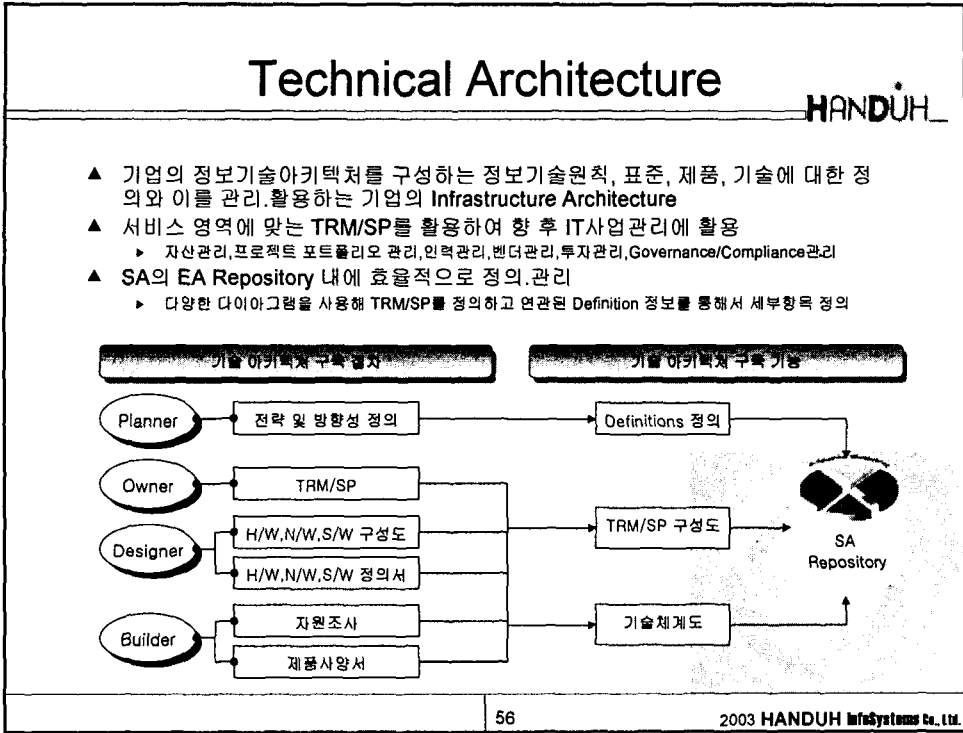 Technical Architecture
HANDUH_
▲ 기업의 정보기술아키텍처를 구성하는 정보기술원칙, 표준, 제품, 기술에 대한 정
의와 이를 관리.활용하는 기업의 Infrastructure Architecture
▲ 서비스 영역에 맞는 TRM/SP를 활용하여 향 후 IT사업관리에 활용
▶ 자산관리,프로젝트 포트폴리오 관리,인력관리,벤더관리,투자관리,Governance/Compliance관리
▲ SA의 EA Repository 내에 효율적으로 정의.관리
▶ 다양한 다이아그램을 사용해 TRM/SP를 정의하고 연관된 Definition 정보를 통해서 세부항목 정의
기술 아키텍쳐 구축 절차
기술 아키텍쳐 구축 기능
Planner
전략 및 방향성 정의
Definitions 정의
Owner
TRM/SP
Designer
H/W,N/W,S/W 구성도
TRM/SP 구성도
SA
Repository
H/W,N/W,S/W 정의서
Builder
자원조사
기술체계도
제품사양서
56
2003 HANDUH InfoSystems Co., Ltd.